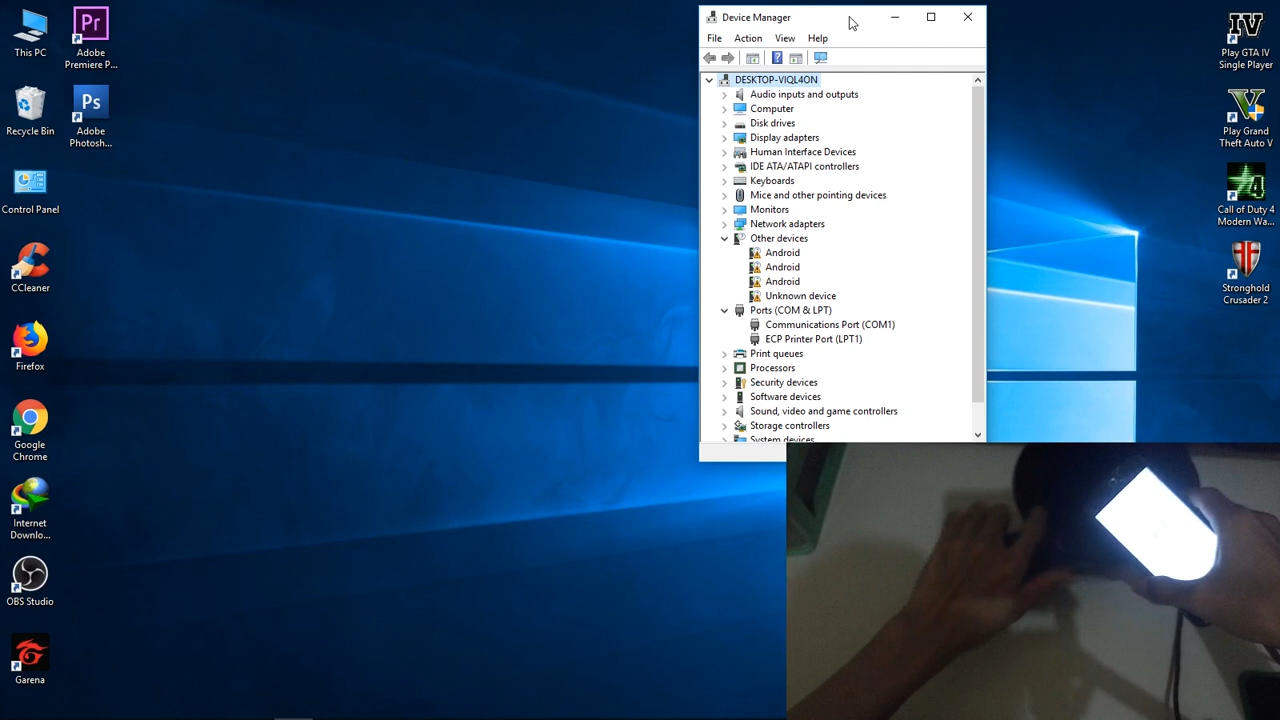 This PC
Adobe
Premiere P...
Recycle Bin
Adobe
Photosh...
Control Panel
CCleaner
Firefox
Google
Chrome
Internet
Downlo...
OBS Studio
Garena
Device Manager
File Action View Help
DESKTOP-VIQL4ON
Audio inputs and outputs
Computer
Disk drives
Display adapters
Human Interface Devices
IDE ATA/ATAPI controllers
Keyboards
Mice and other pointing devices
Monitors
Network adapters
Other devices
Android
Android
Android
Unknown device
Ports (COM & LPT)
Communications Port (COM1)
ECP Printer Port (LPT1)
Print queues
Processors
Security devices
Software devices
Sound, video and game controllers
Storage controllers
System devices
Play GTA IV
Single Player
Play Grand
Theft Auto V
Call of Duty 4
Modern Wa...
Stronghold
Crusader 2